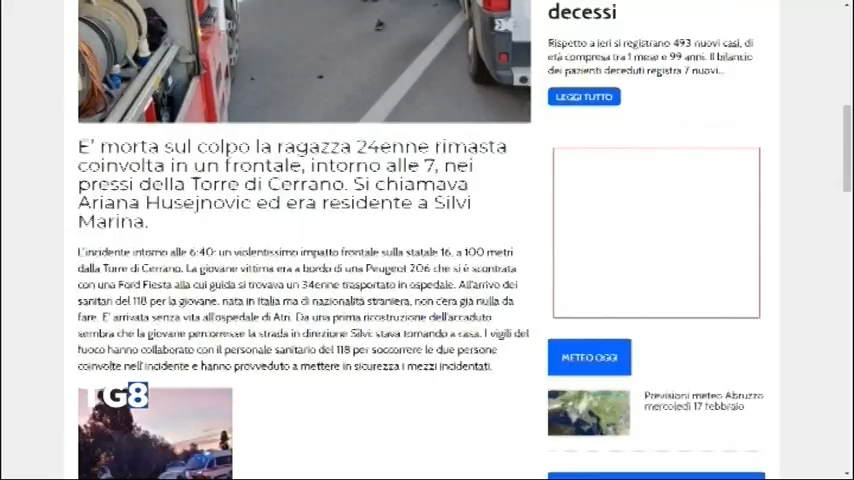 E' morta sul colpo la ragazza 24enne rimasta
coinvolta in un frontale, intorno alle 7, nei
pressi della Torre di Cerrano. Si chiamava
Ariana Husejnovic ed era residente a Silvi
Marina.
L'incidente intorno alle 6:40: un violentissimo impatto frontale sulla statale 16, a 100 metri
dalla Torre di Cerrano. La giovane vittima era a bordo di una Peugeot 206 che si è scontrata
con una Ford Fiesta alla cui guida si trovava un 34enne trasportato in ospedale. All'arrivo dei
sanitari del 118 per la giovane, nata in Italia ma di nazionalità straniera, non c'era già nulla da
fare. E' arrivata senza vita all'ospedale di Atri. Da una prima ricostruzione dell'accaduto
sembra che la giovane percorresse la strada in direzione Silvi: stava tornando a casa. I vigili del
fuoco hanno collaborato con il personale sanitario del 118 per soccorrere le due persone
coinvolte nell'incidente e hanno provveduto a mettere in sicurezza i mezzi incidentati.
TG8
decessi
Rispetto a ieri si registrano 493 nuovi casi, di
età compresa tra 1 mese e 99 anni. Il bilancio
dei pazienti deceduti registra 7 nuovi...
LEGGI TUTTO
METEO OGGI
Previsioni meteo Abruzzo
mercoledì 17 febbraio